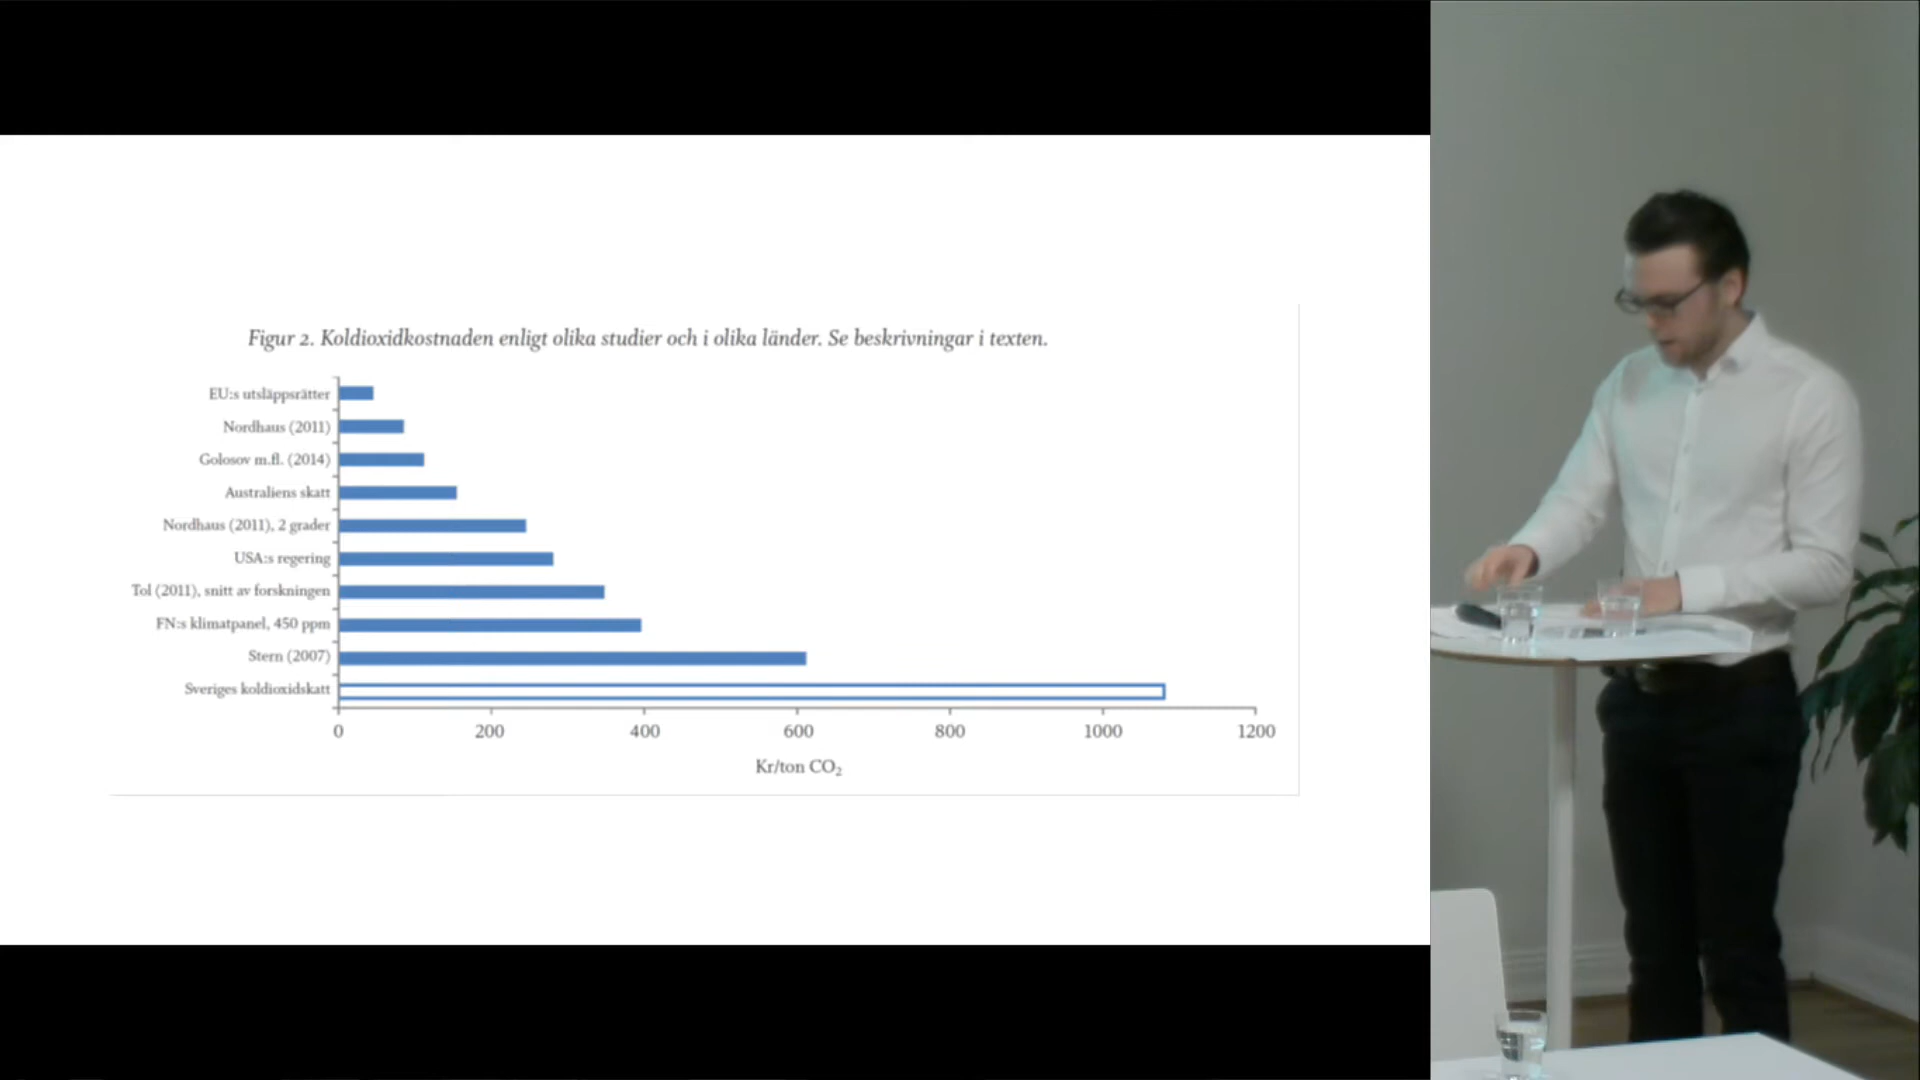 Figur 2. Koldioxidkostnaden enligt olika studier och i olika länder. Se beskrivningar i texten.
EU:s utsläppsrätter
Nordhaus (2011)
Golosov m.fl. (2014)
Australiens skatt
Nordhaus (2011), 2 grader
USA:s regering
Tol (2011), snitt av forskningen
FN:s klimatpanel, 450 ppm
Stern (2007)
Sveriges koldioxidskatt
0 200 400 600 800 1000 1200
Kr/ton CO₂